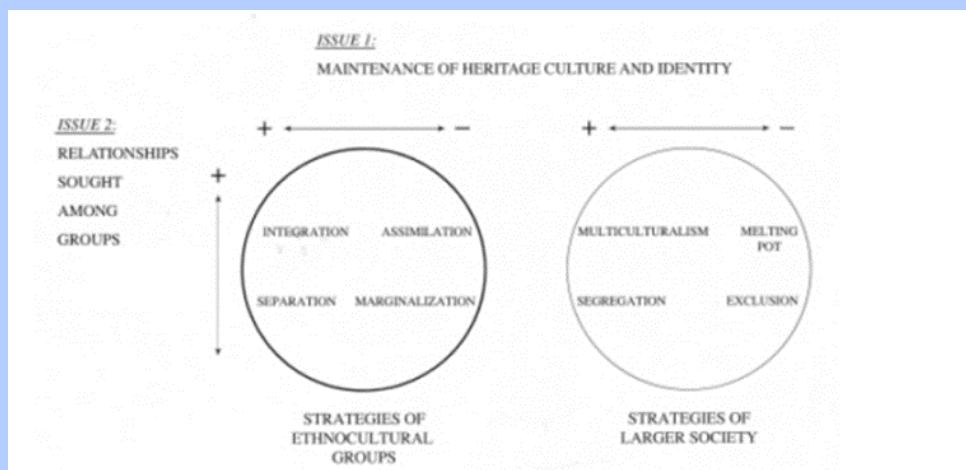 ISSUE 1:
MAINTENANCE OF HERITAGE CULTURE AND IDENTITY
ISSUE 2:
RELATIONSHIPS
SOUGHT
AMONG
GROUPS
+ −
+ −
+
INTEGRATION ASSIMILATION
SEPARATION MARGINALIZATION
MULTICULTURALISM MELTING
POT
SEGREGATION EXCLUSION
STRATEGIES OF
ETHNOCULTURAL
GROUPS
STRATEGIES OF
LARGER SOCIETY